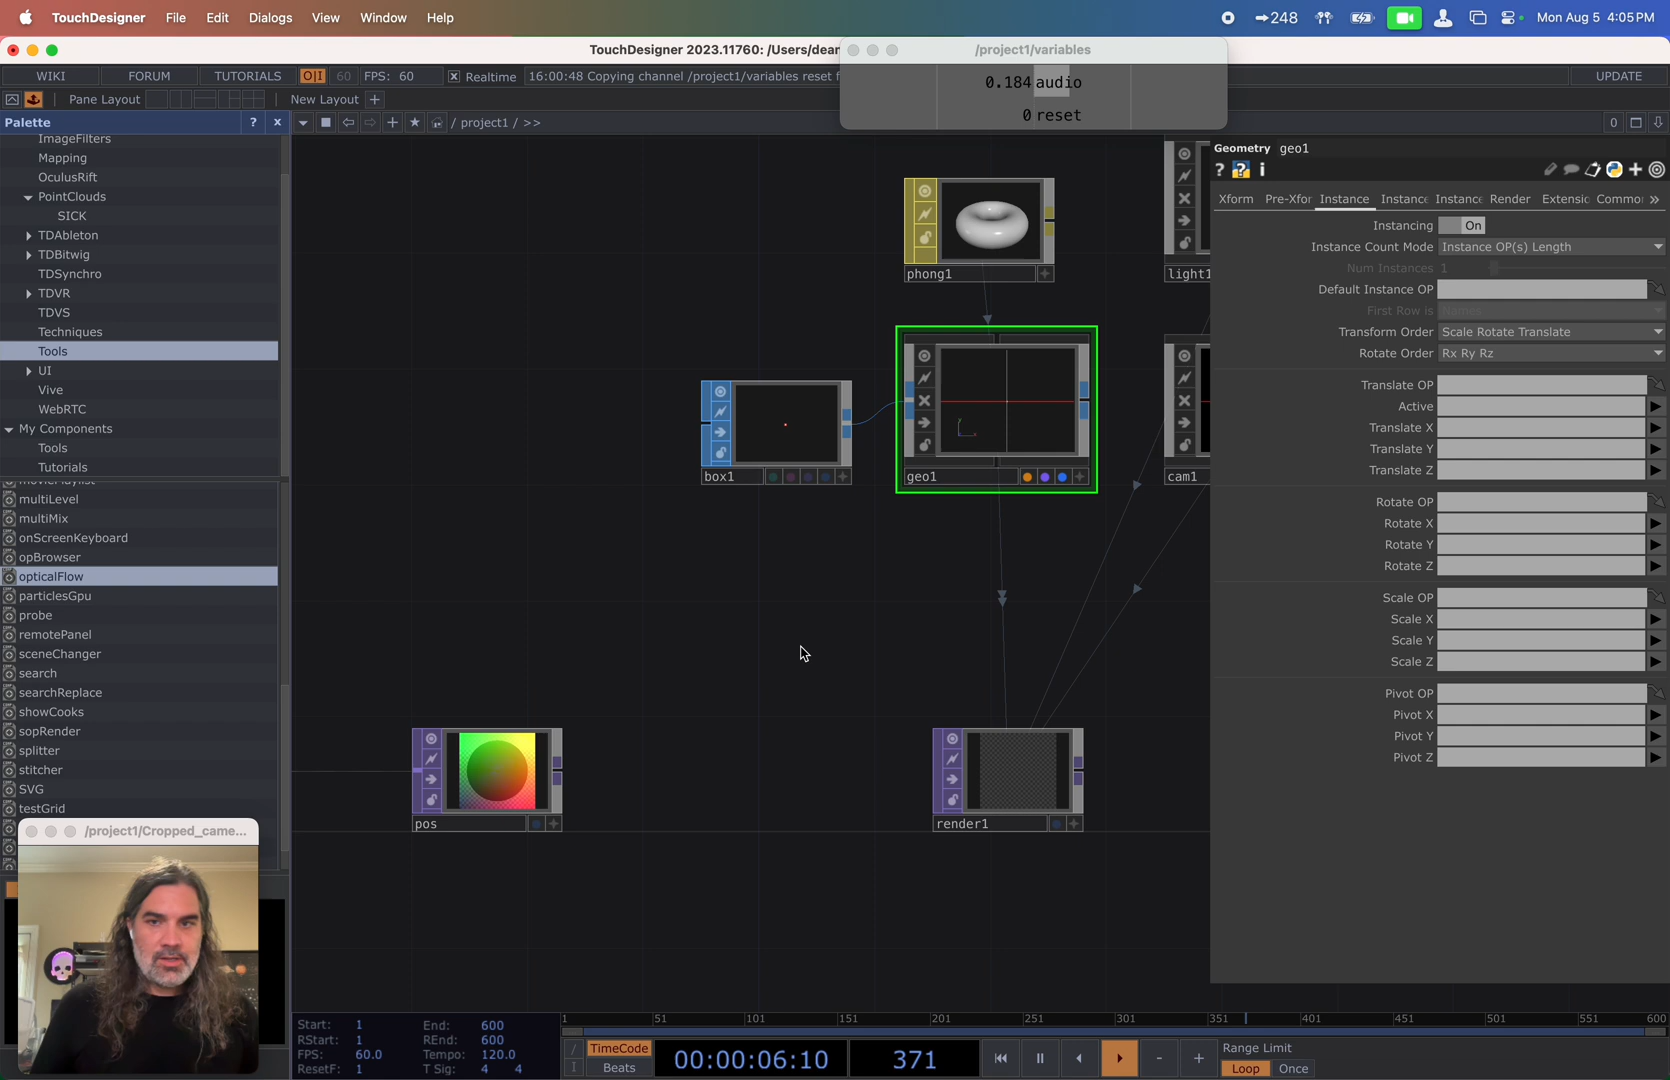 TouchDesigner File Edit Dialogs View Window Help
→248 Mon Aug 5 4:05 PM
TouchDesigner 2023.11760: /Users/dear
/project1/variables
WIKI FORUM TUTORIALS O|I 60 FPS: 60 Realtime 16:00:48 Copying channel /project1/variables reset f UPDATE
0.184 audio
0 reset
Pane Layout New Layout +
Palette ? x / project1 / >> 0
ImageFilters
Mapping
OculusRift
PointClouds
SICK
TDAbleton
TDBitwig
TDSynchro
TDVR
TDVS
Techniques
Tools
UI
Vive
WebRTC
My Components
Tools
Tutorials
moviePlaylist
multiLevel
multiMix
onScreenKeyboard
opBrowser
opticalFlow
particlesGpu
probe
remotePanel
sceneChanger
search
searchReplace
showCooks
sopRender
splitter
stitcher
SVG
testGrid
/project1/Cropped_came...
phong1
light1
box1
geo1
cam1
pos
render1
Geometry geo1
? ? i
Xform Pre-Xfor Instance Instance Instance Render Extensio Commo »
Instancing On
Instance Count Mode Instance OP(s) Length
Num Instances 1
Default Instance OP
First Row is Names
Transform Order Scale Rotate Translate
Rotate Order Rx Ry Rz
Translate OP
Active
Translate X
Translate Y
Translate Z
Rotate OP
Rotate X
Rotate Y
Rotate Z
Scale OP
Scale X
Scale Y
Scale Z
Pivot OP
Pivot X
Pivot Y
Pivot Z
Start: 1 End: 600
RStart: 1 REnd: 600
FPS: 60.0 Tempo: 120.0
ResetF: 1 T Sig: 4 4
1 51 101 151 201 251 301 351 401 451 501 551 600
TimeCode
Beats
00:00:06:10 371
- +
Range Limit
Loop Once